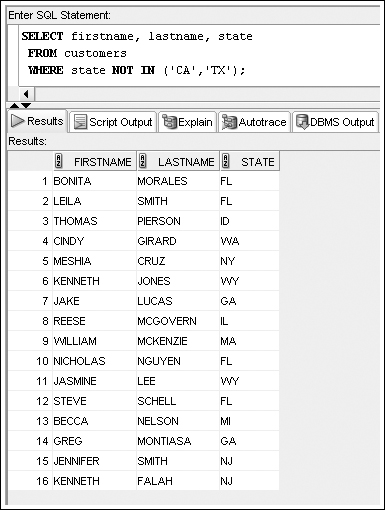 Enter SQL Statement:
SELECT firstname, lastname, state
FROM customers
WHERE state NOT IN ('CA','TX');
Results Script Output Explain Autotrace DBMS Output
Results:
FIRSTNAME LASTNAME STATE
1 BONITA MORALES FL
2 LEILA SMITH FL
3 THOMAS PIERSON ID
4 CINDY GIRARD WA
5 MESHIA CRUZ NY
6 KENNETH JONES WY
7 JAKE LUCAS GA
8 REESE MCGOVERN IL
9 WILLIAM MCKENZIE MA
10 NICHOLAS NGUYEN FL
11 JASMINE LEE WY
12 STEVE SCHELL FL
13 BECCA NELSON MI
14 GREG MONTIASA GA
15 JENNIFER SMITH NJ
16 KENNETH FALAH NJ